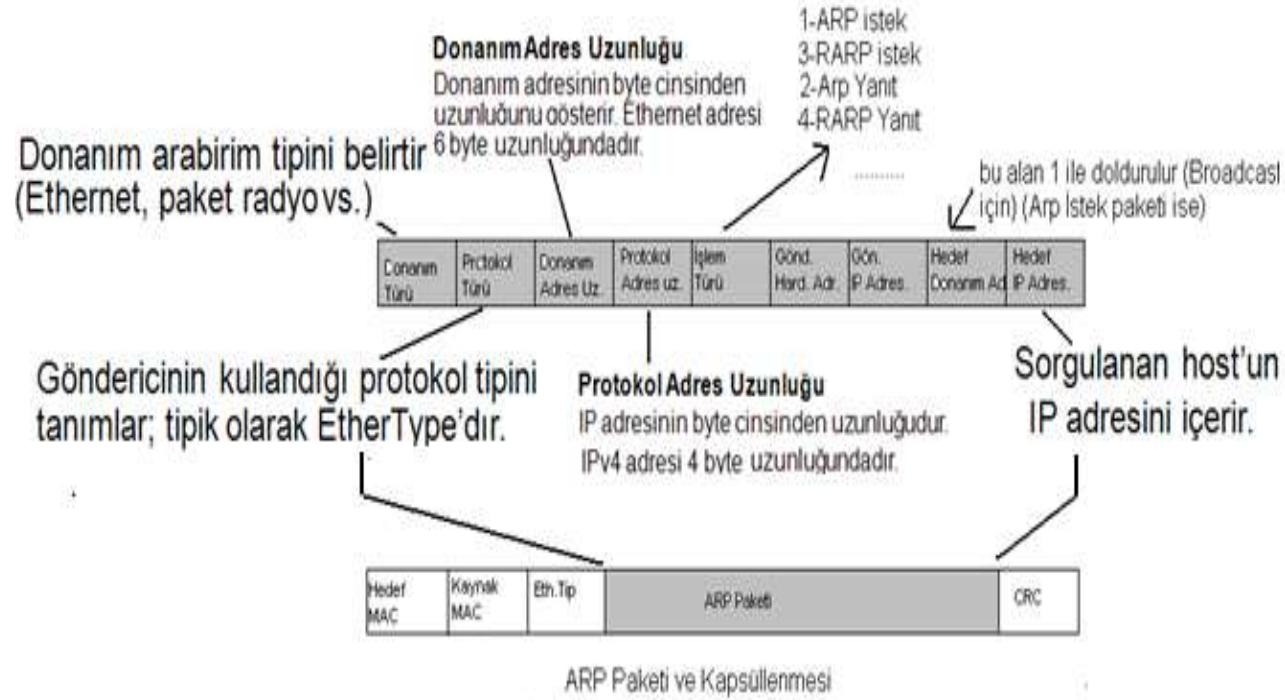 1-ARP istek
3-RARP istek
2-Arp Yanıt
4-RARP Yanıt
............
Donanım Adres Uzunluğu
Donanım adresinin byte cinsinden
uzunluğunu gösterir. Ethernet adresi
6 byte uzunluğundadır.
Donanım arabirim tipini belirtir
(Ethernet, paket radyo vs.)
bu alan 1 ile doldurulur (Broadcast
için) (Arp İstek paketi ise)
Donanım Türü
Protokol Türü
Donanım Adres Uz.
Protokol Adres uz.
İşlem Türü
Gönd. Hard. Adr.
Gön. IP Adres.
Hedef Donanım Ad
Hedef IP Adres.
Göndericinin kullandığı protokol tipini
tanımlar; tipik olarak EtherType’dır.
Protokol Adres Uzunluğu
IP adresinin byte cinsinden uzunluğudur.
IPv4 adresi 4 byte uzunluğundadır.
Sorgulanan host’un
IP adresini içerir.
Hedef MAC
Kaynak MAC
Eth.Tip
ARP Paketi
CRC
ARP Paketi ve Kapsüllenmesi